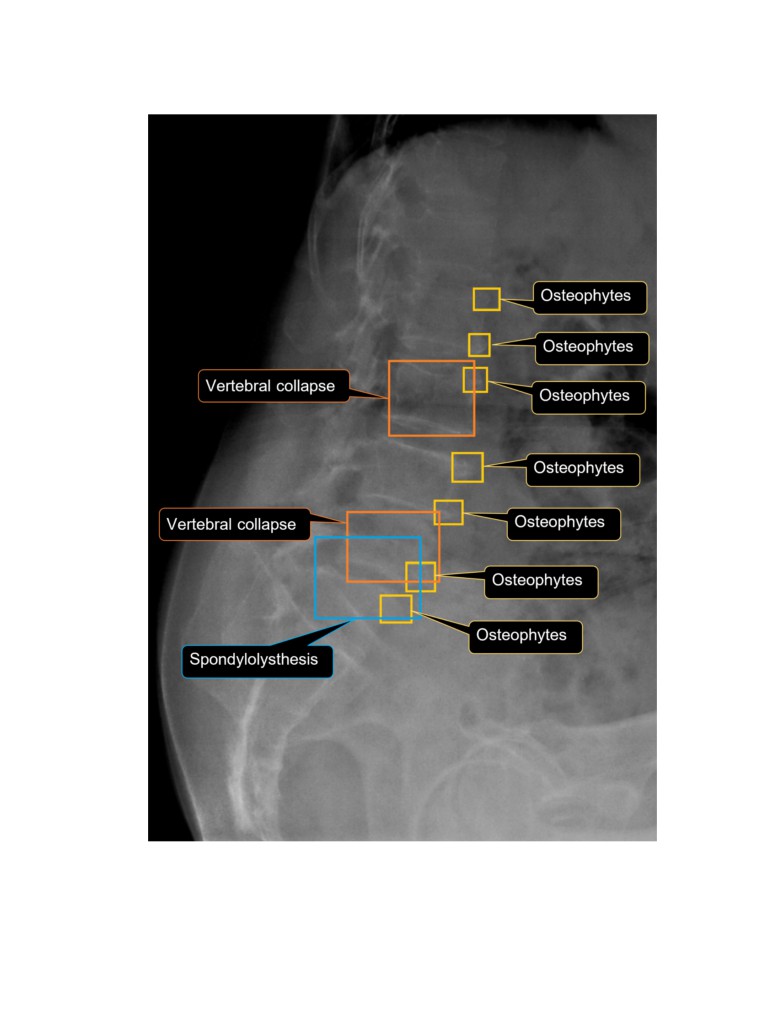 Osteophytes
Osteophytes
Vertebral collapse
Osteophytes
Osteophytes
Vertebral collapse
Osteophytes
Osteophytes
Osteophytes
Spondylolysthesis